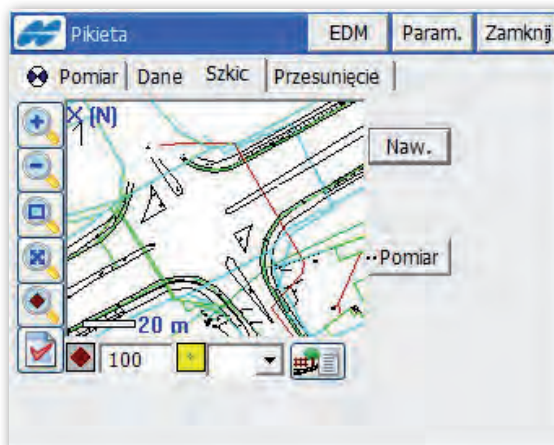 Pikieta EDM Param. Zamknij
Pomiar Dane Szkic Przesunięcie
X (N)
Naw.
Pomiar
20 m
100